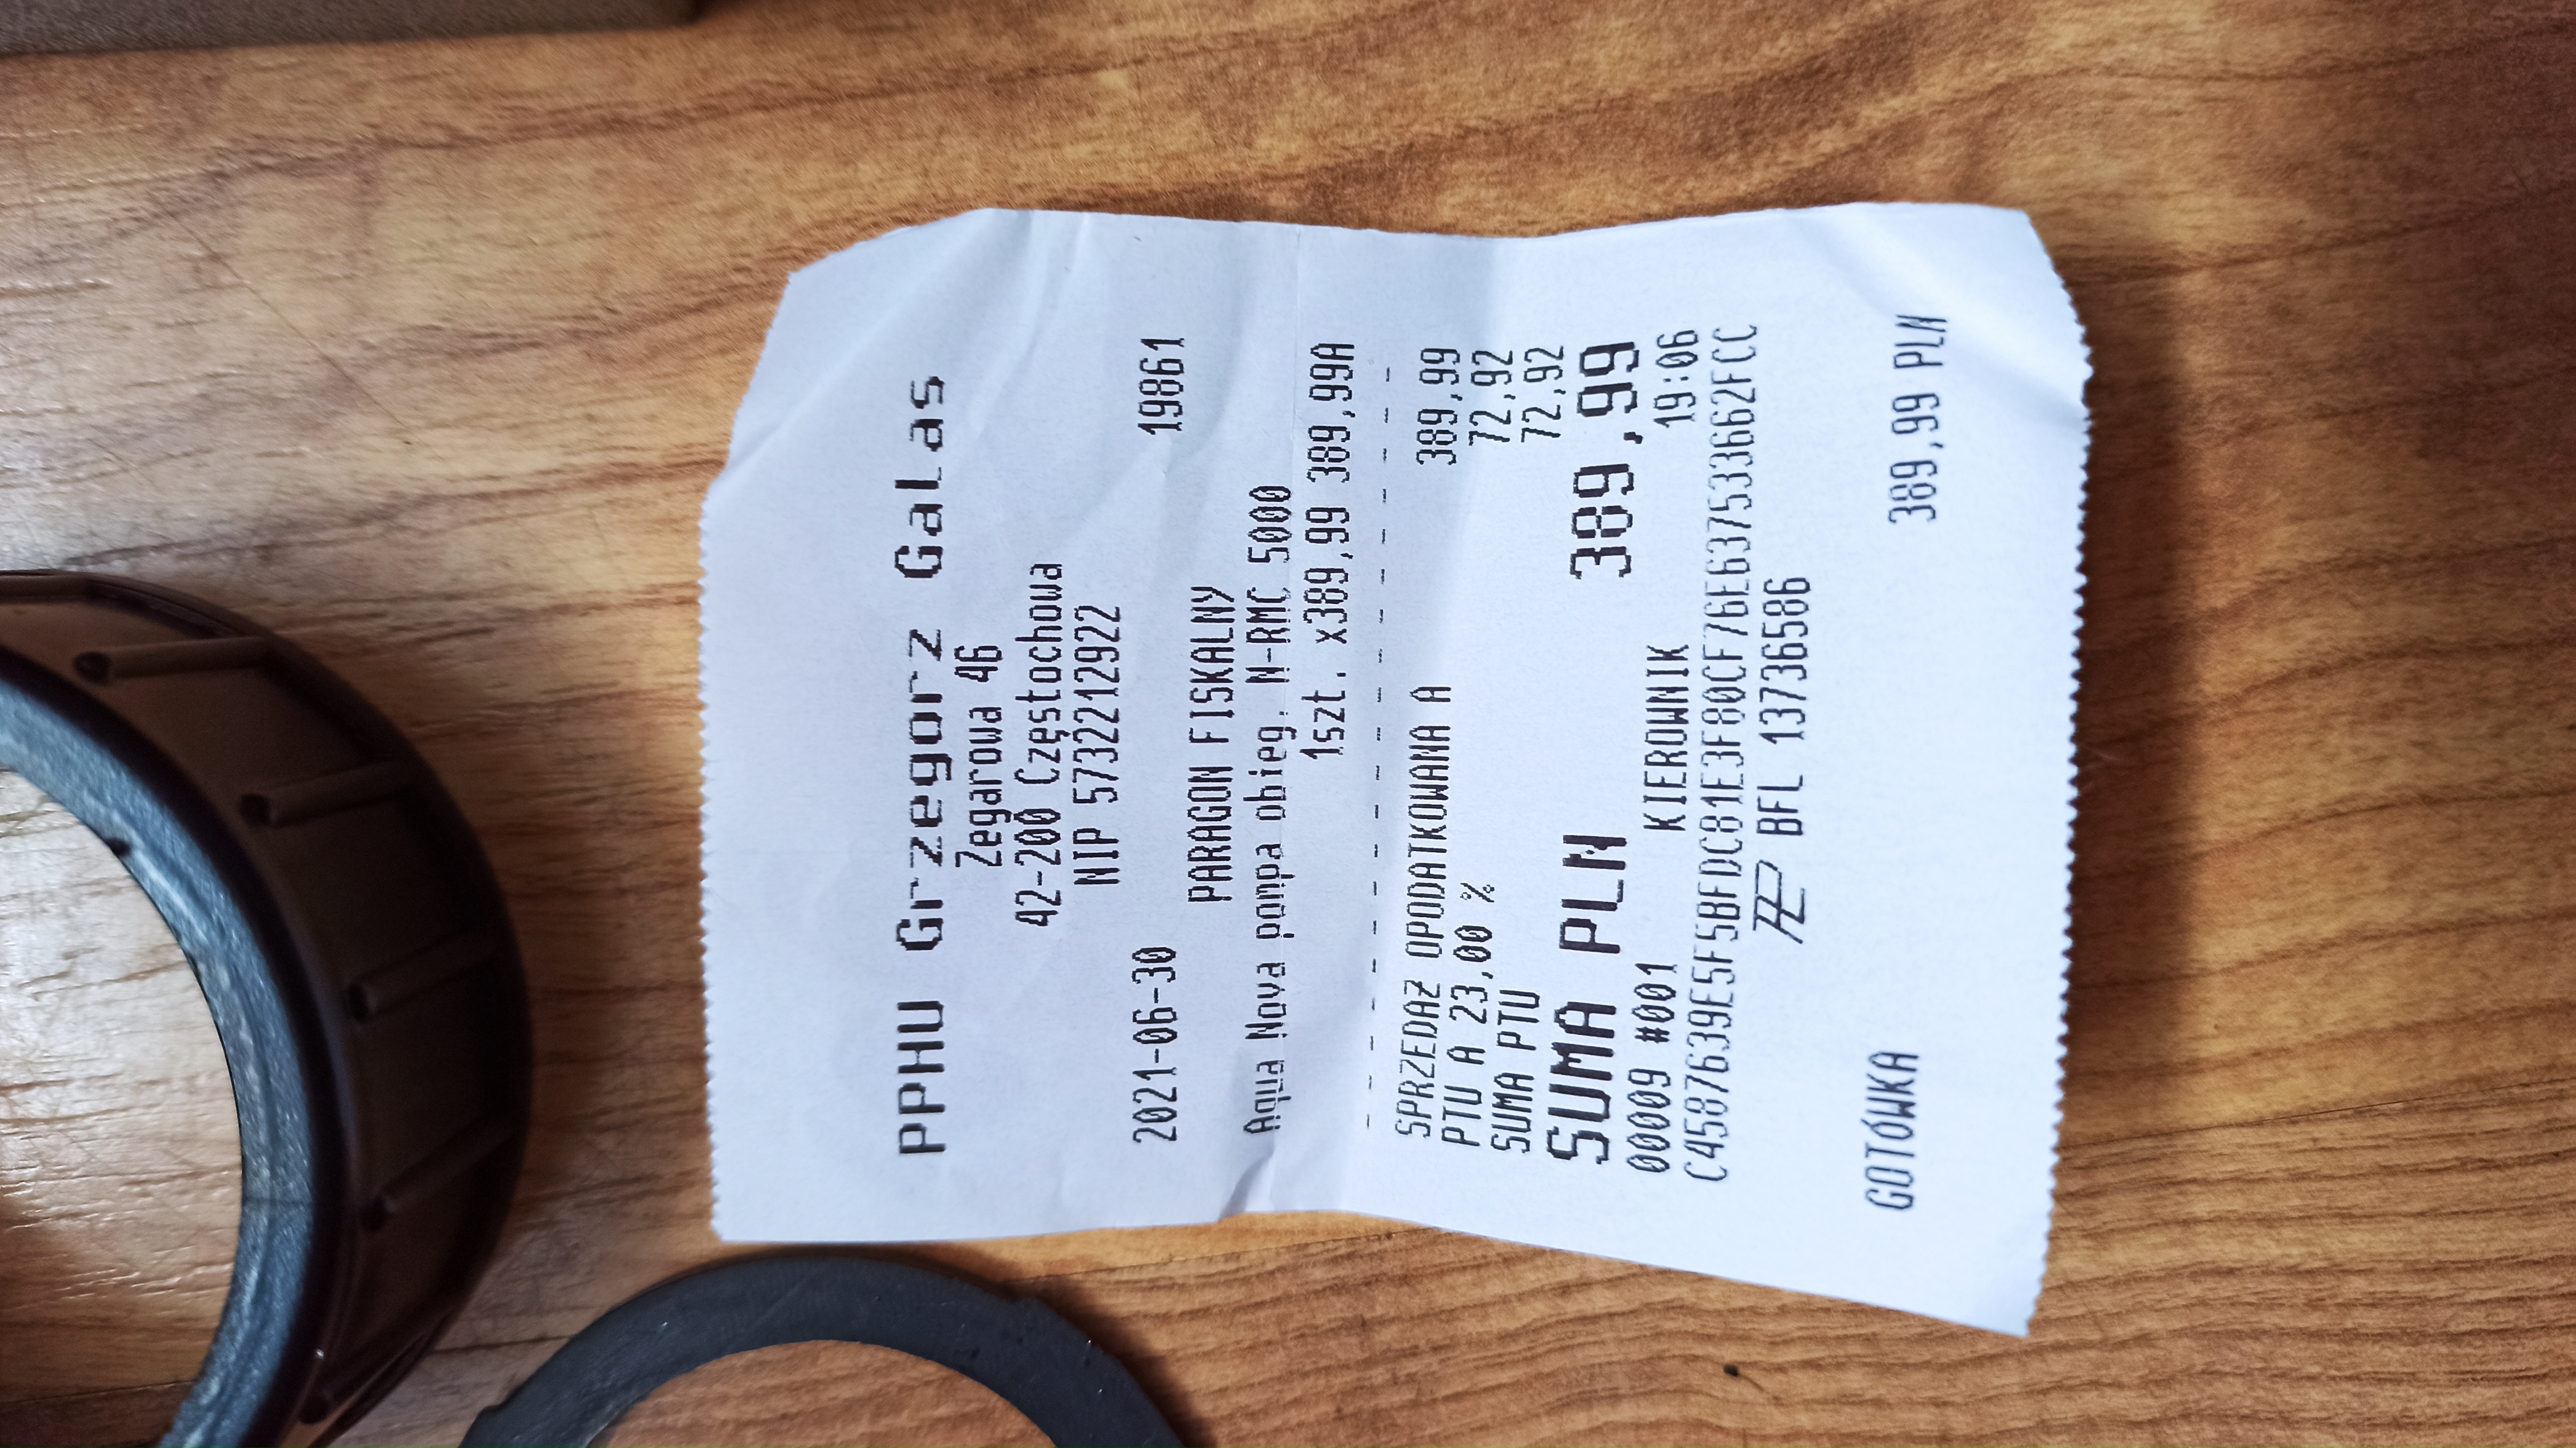 PPHU Grzegorz Galas
Zegarowa 46
42-200 Częstochowa
NIP 5732212922
2021-06-30 19861
PARAGON FISKALNY
Aqua Nova pompa obieg. N-RMC 5000
1szt. x389,99 389,99A
SPRZEDAŻ OPODATKOWANA A 389,99
PTU A 23,00 % 72,92
SUMA PTU 72,92
SUMA PLN 389,99
00009 #001 KIEROWNIK 19:06
C4587639E5F5BFDC81E3F80CF76E637533662FCC
BFL 13736586
GOTÓWKA 389,99 PLN